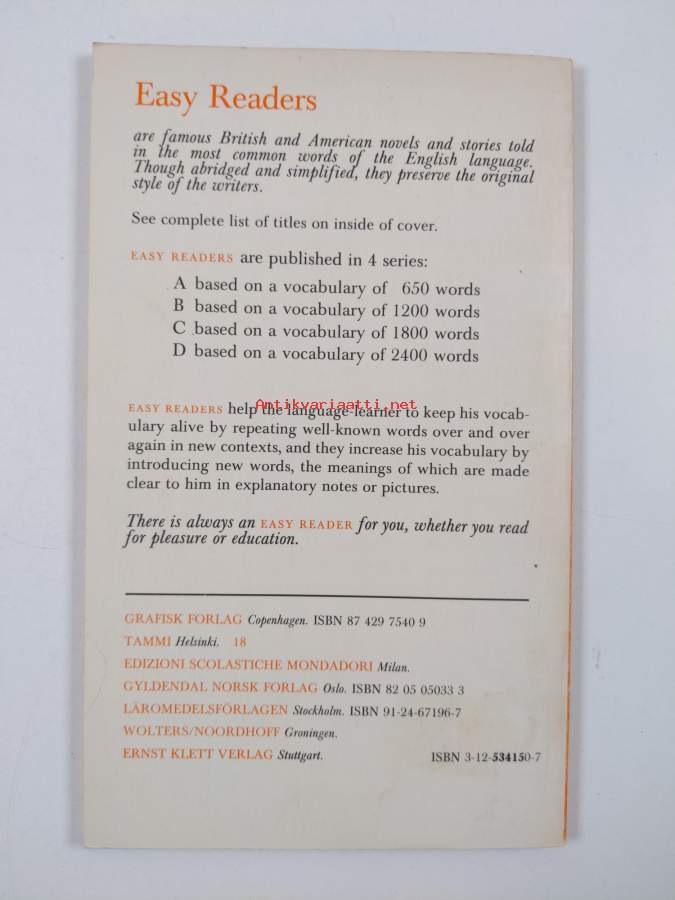 Easy Readers
are famous British and American novels and stories told
in the most common words of the English language.
Though abridged and simplified, they preserve the original
style of the writers.
See complete list of titles on inside of cover.
EASY READERS are published in 4 series:
A based on a vocabulary of 650 words
B based on a vocabulary of 1200 words
C based on a vocabulary of 1800 words
D based on a vocabulary of 2400 words
Antikvariaatti.net
EASY READERS help the language-learner to keep his vocab-
ulary alive by repeating well-known words over and over
again in new contexts, and they increase his vocabulary by
introducing new words, the meanings of which are made
clear to him in explanatory notes or pictures.
There is always an EASY READER for you, whether you read
for pleasure or education.
GRAFISK FORLAG Copenhagen. ISBN 87 429 7540 9
TAMMI Helsinki. 18
EDIZIONI SCOLASTICHE MONDADORI Milan.
GYLDENDAL NORSK FORLAG Oslo. ISBN 82 05 05033 3
LÄROMEDELSFÖRLAGEN Stockholm. ISBN 91-24-67196-7
WOLTERS/NOORDHOFF Groningen.
ERNST KLETT VERLAG Stuttgart. ISBN 3-12-534150-7